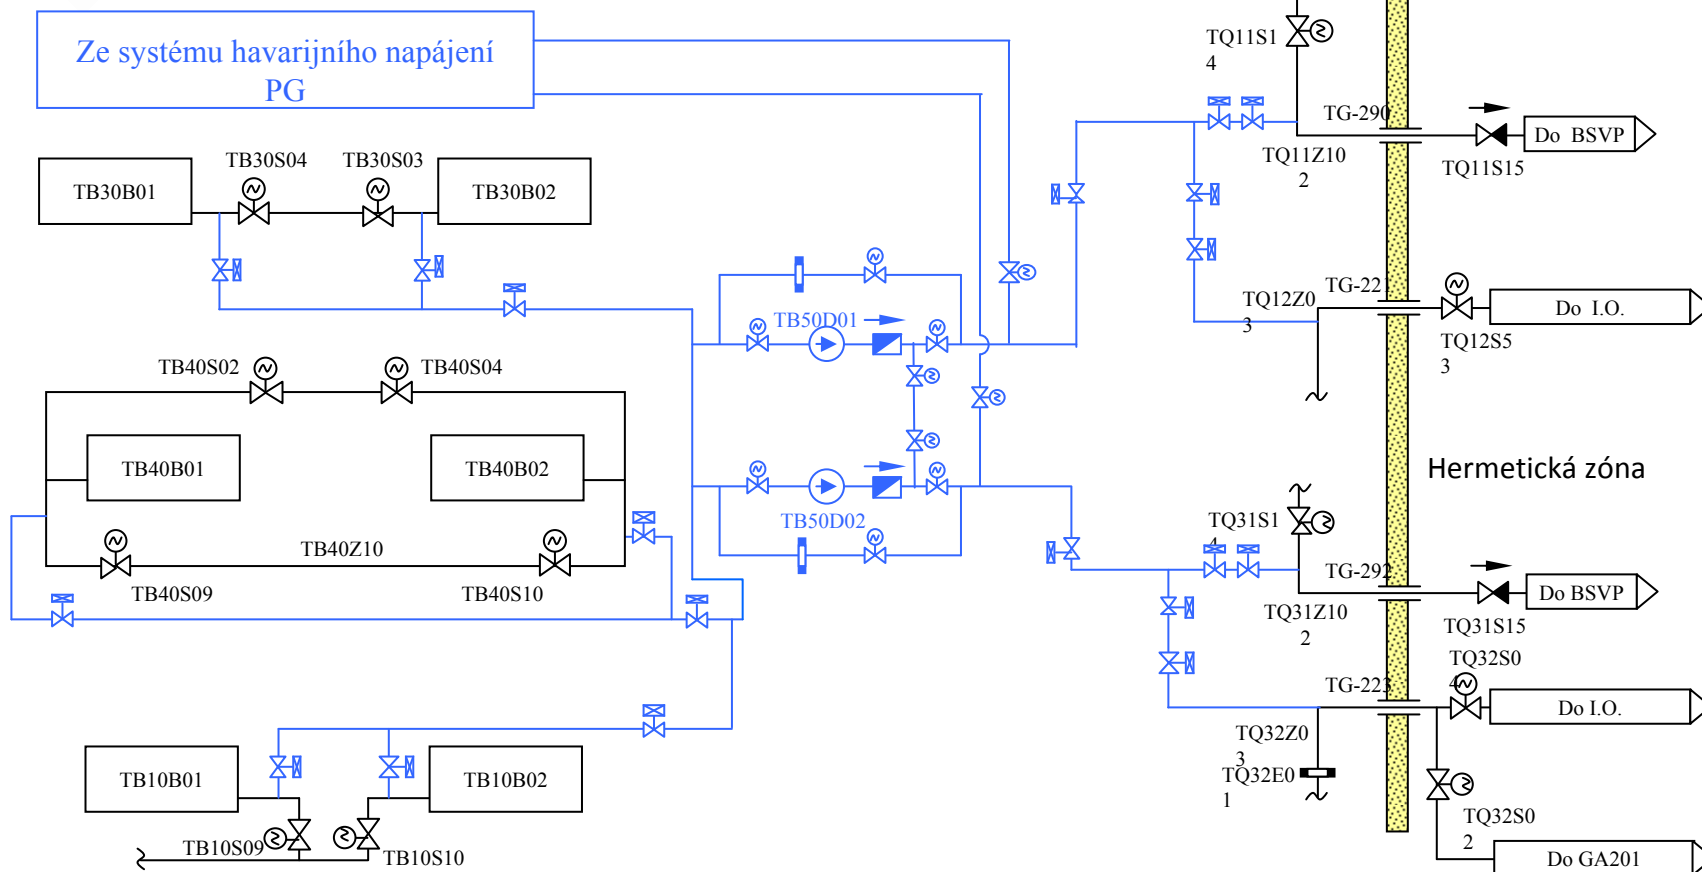 Ze systému havarijního napájení
PG
TQ11S1
4
TG-290
Do BSVP
TQ11Z10
2
TQ11S15
TB30S04
TB30S03
TB30B01
TB30B02
TB50D01
TG-221
TQ12Z0
3
Do I.O.
TQ12S5
3
TB40S02
TB40S04
TB40B01
TB40B02
Hermetická zóna
TB50D02
TQ31S1
4
TB40Z10
TB40S09
TB40S10
TG-292
Do BSVP
TQ31Z10
2
TQ31S15
TQ32S0
4
TG-223
Do I.O.
TQ32Z0
3
TQ32E0
1
TB10B01
TB10B02
TB10S09
TB10S10
TQ32S0
2
Do GA201